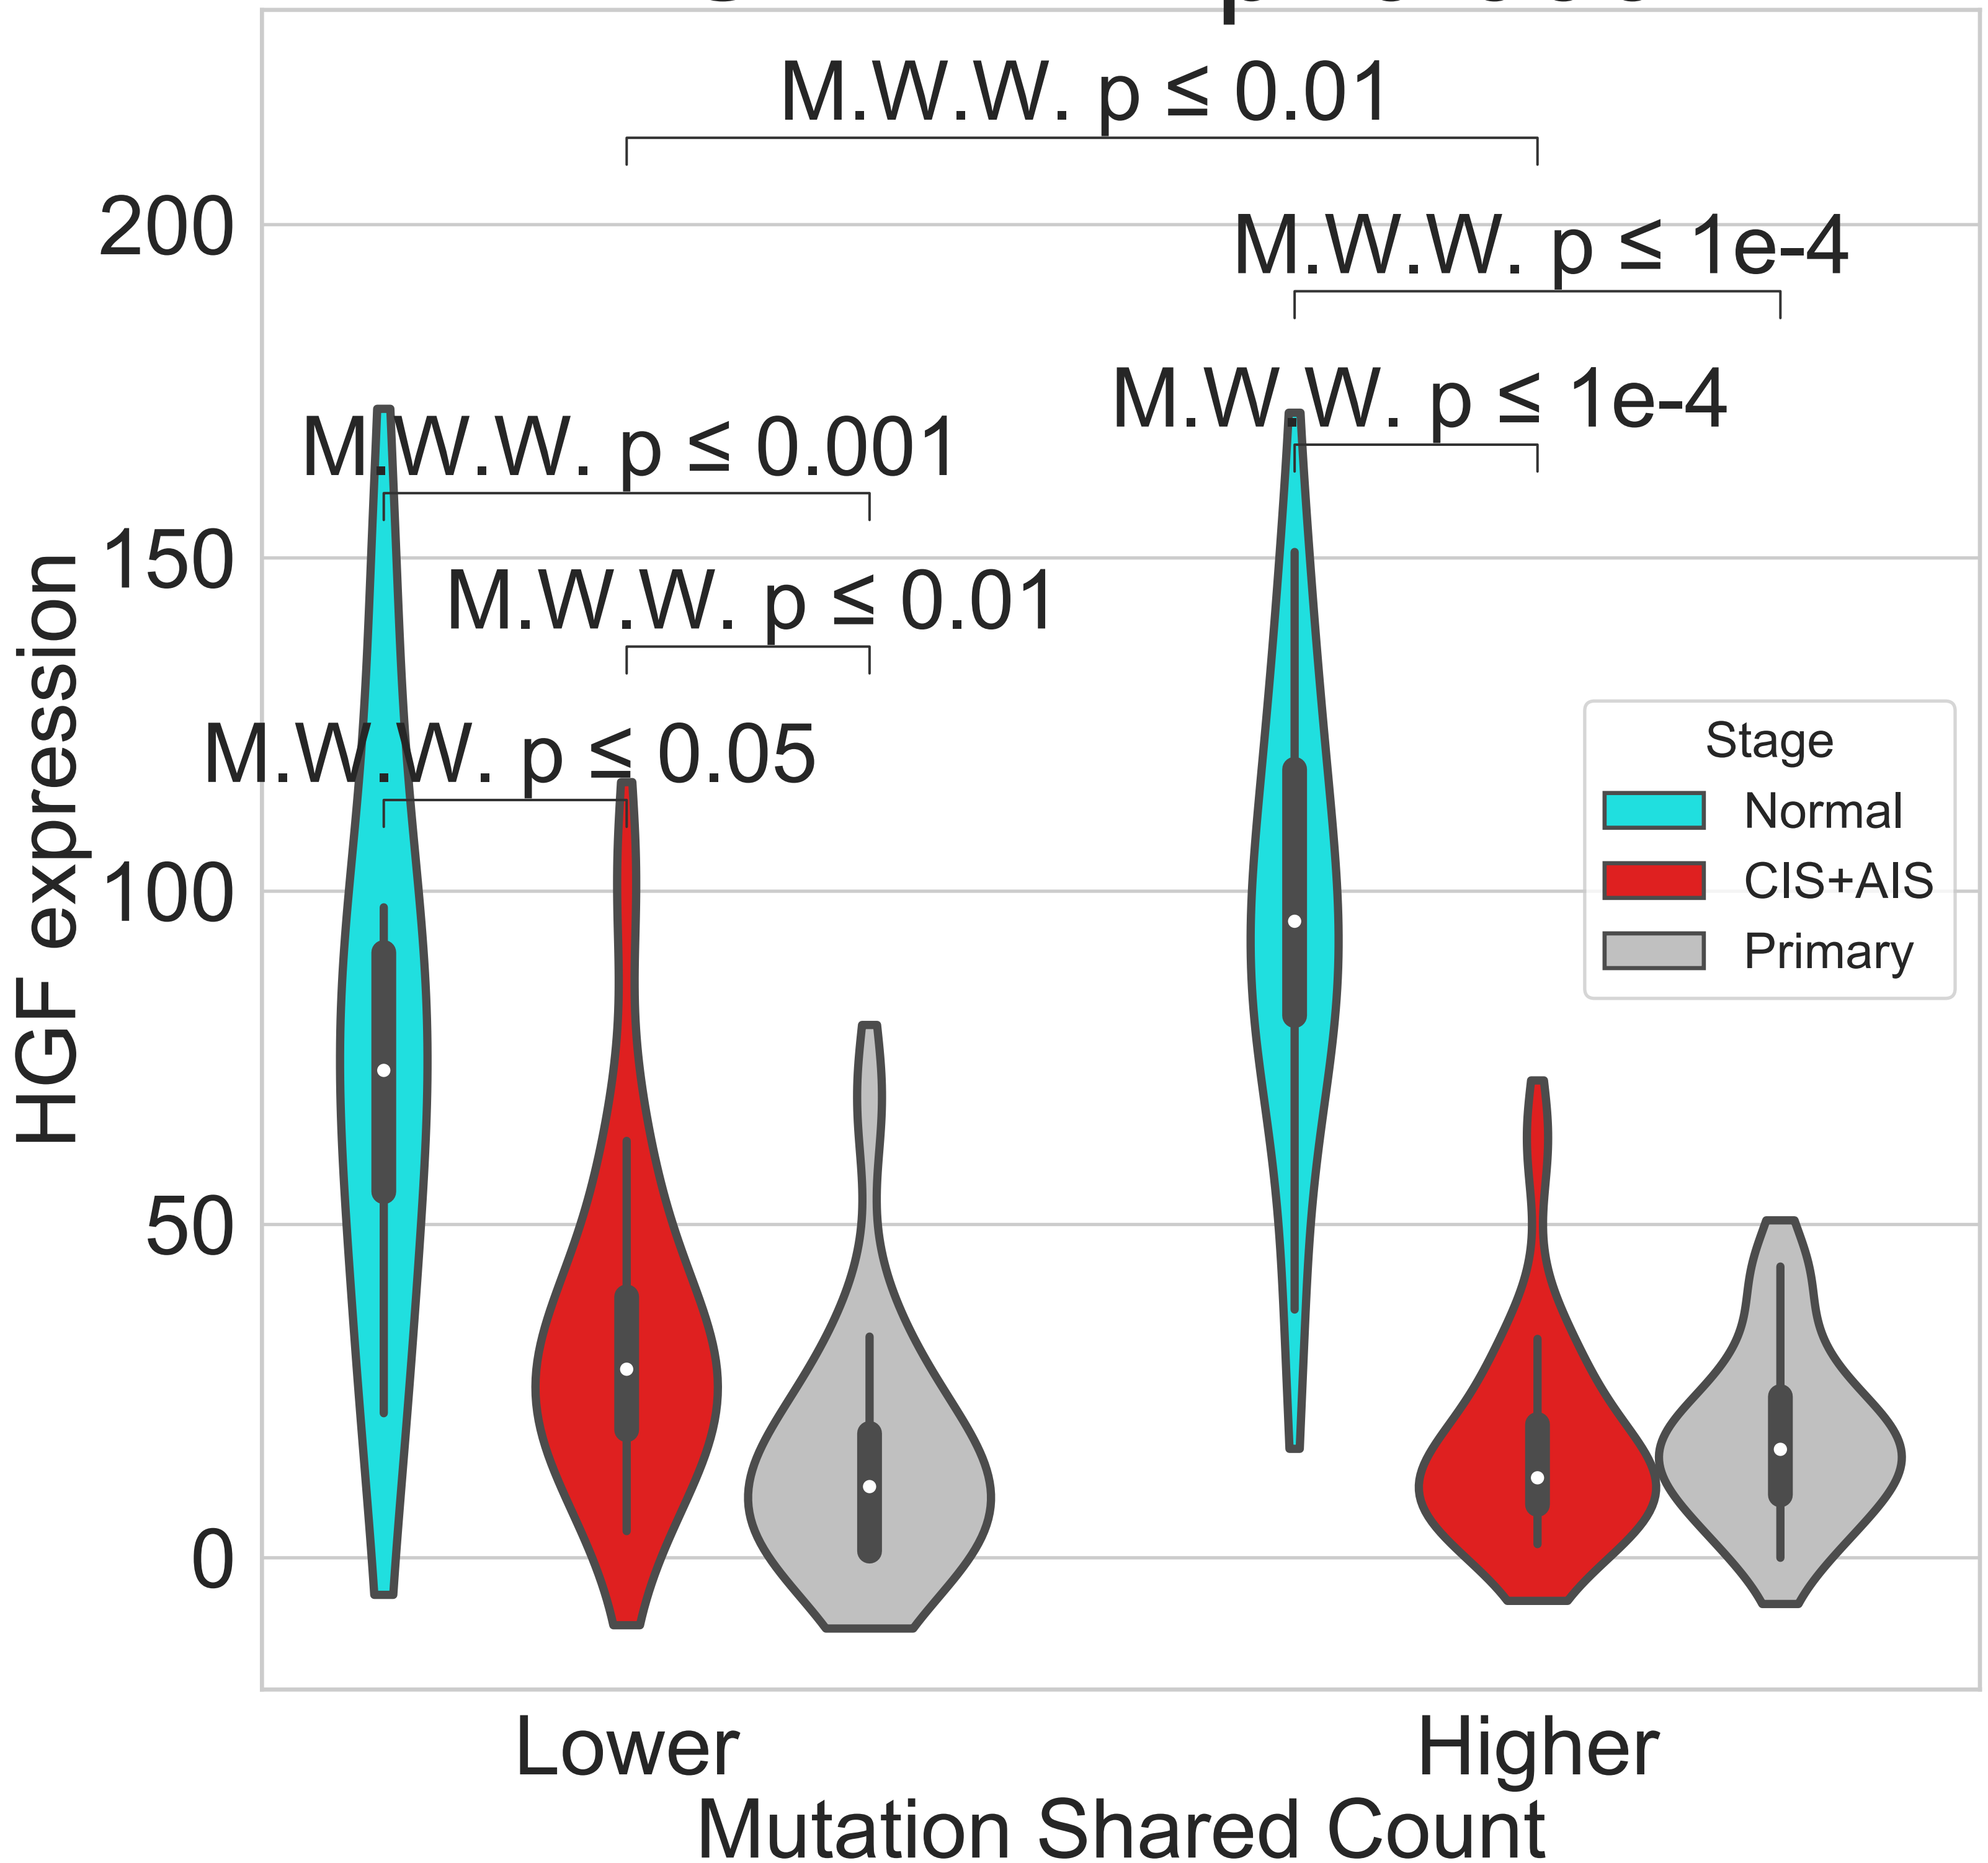 M.W.W. p ≤ 0.01
200
M.W.W. p ≤ 1e-4
M.W.W. p ≤ 1e-4
M.W.W. p ≤ 0.001
150
M.W.W. p ≤ 0.01
M.W.W. p ≤ 0.05
HGF expression
Stage
Normal
CIS+AIS
Primary
100
50
0
Lower
Higher
Mutation Shared Count